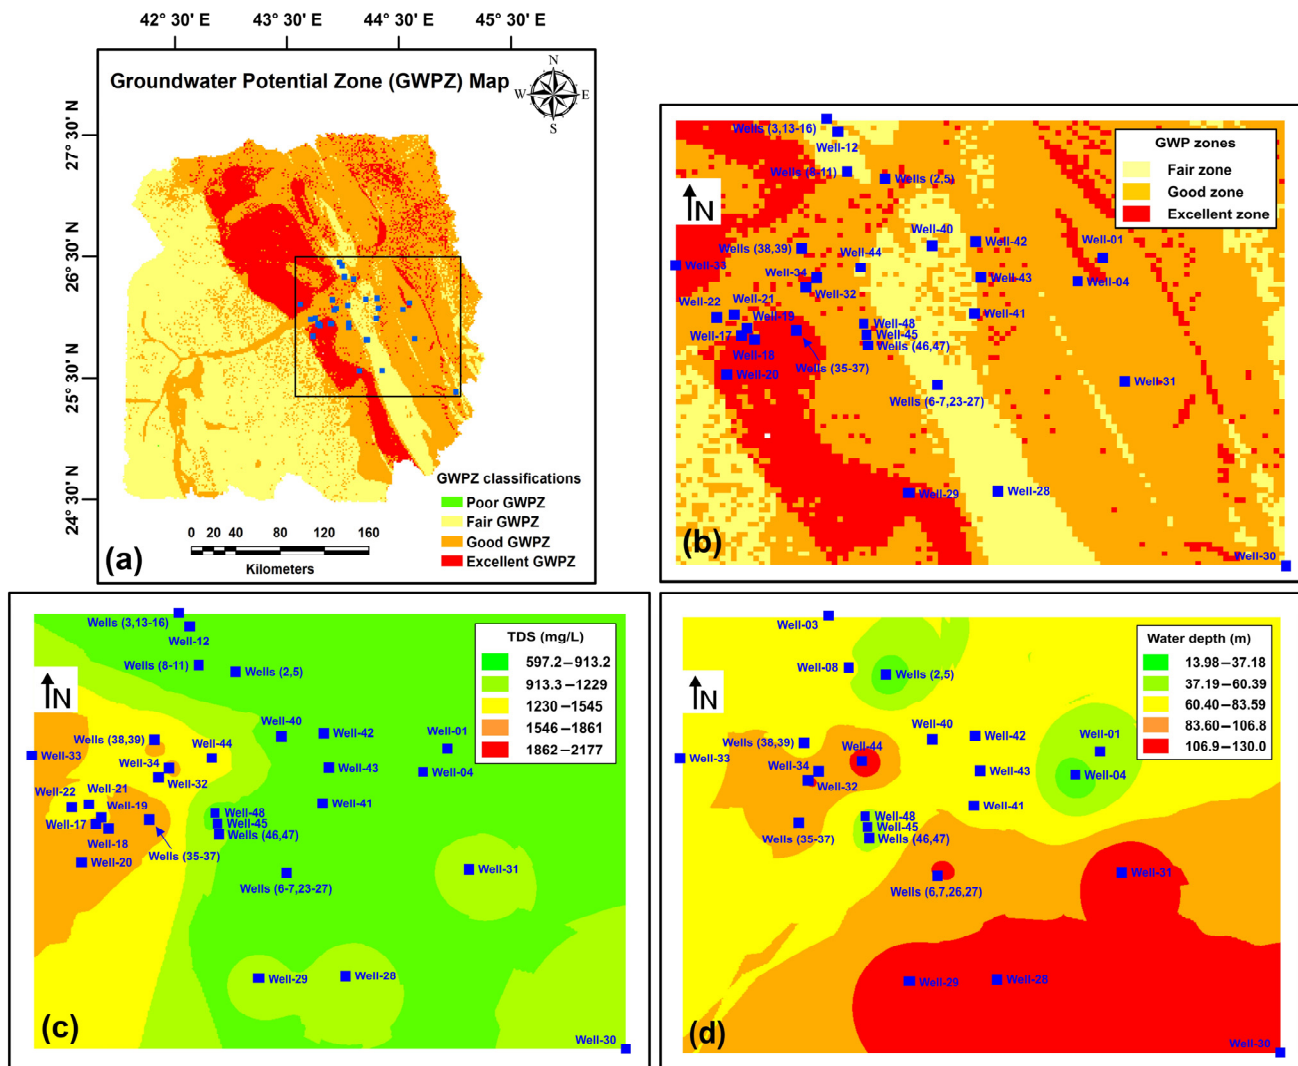 42° 30' E 43° 30' E 44° 30' E 45° 30' E
Groundwater Potential Zone (GWPZ) Map
N
W E
S
27° 30' N
26° 30' N
25° 30' N
24° 30' N
GWPZ classifications
Poor GWPZ
Fair GWPZ
Good GWPZ
Excellent GWPZ
0 20 40 80 120 160
Kilometers
(a)
Wells (3,13-16)
Well-12
Wells (8-11)
Wells (2,5)
GWP zones
Fair zone
Good zone
Excellent zone
N
Well-40
Well-42
Well-01
Wells (38,39)
Well-44
Well-33
Well-34
Well-43
Well-04
Well-32
Well-22
Well-21
Well-19
Well-41
Well-48
Well-17
Well-45
Well-18
Wells (46,47)
Wells (35-37)
Well-20
Well-31
Wells (6-7,23-27)
Well-29
Well-28
(b)
Well-30
Wells (3,13-16)
Well-12
Wells (8-11)
Wells (2,5)
TDS (mg/L)
597.2–913.2
913.3–1229
1230–1545
1546–1861
1862–2177
N
Well-40
Well-42
Well-01
Wells (38,39)
Well-44
Well-33
Well-34
Well-43
Well-04
Well-32
Well-22
Well-21
Well-19
Well-41
Well-48
Well-17
Well-45
Well-18
Wells (46,47)
Wells (35-37)
Well-20
Well-31
Wells (6-7,23-27)
Well-29
Well-28
(c)
Well-30
Well-03
Well-08
Wells (2,5)
Water depth (m)
13.98–37.18
37.19–60.39
60.40–83.59
83.60–106.8
106.9–130.0
N
Well-40
Well-42
Well-01
Wells (38,39)
Well-44
Well-33
Well-34
Well-43
Well-04
Well-32
Well-41
Well-48
Well-45
Wells (35-37)
Wells (46,47)
Well-31
Wells (6,7,26,27)
Well-29
Well-28
(d)
Well-30